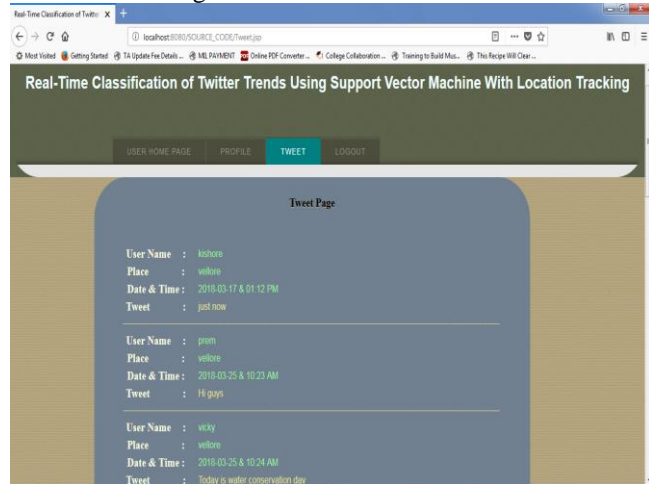 Real-Time Classification of Twitte X +
localhost:8080/SOURCE_CODE/Tweet.jsp
Most Visited Getting Started TA Update Fee Details ... MIL PAYMENT Online PDF Converter ... College Collaboration ... Training to Build Mus... This Recipe Will Clear ...
Real-Time Classification of Twitter Trends Using Support Vector Machine With Location Tracking
USER HOME PAGE PROFILE TWEET LOGOUT
Tweet Page
User Name : kishore
Place : vellore
Date & Time : 2018-03-17 & 01:12 PM
Tweet : just now
User Name : prem
Place : vellore
Date & Time : 2018-03-25 & 10:23 AM
Tweet : Hi guys
User Name : vicky
Place : vellore
Date & Time : 2018-03-25 & 10:24 AM
Tweet : Today is water conservation day